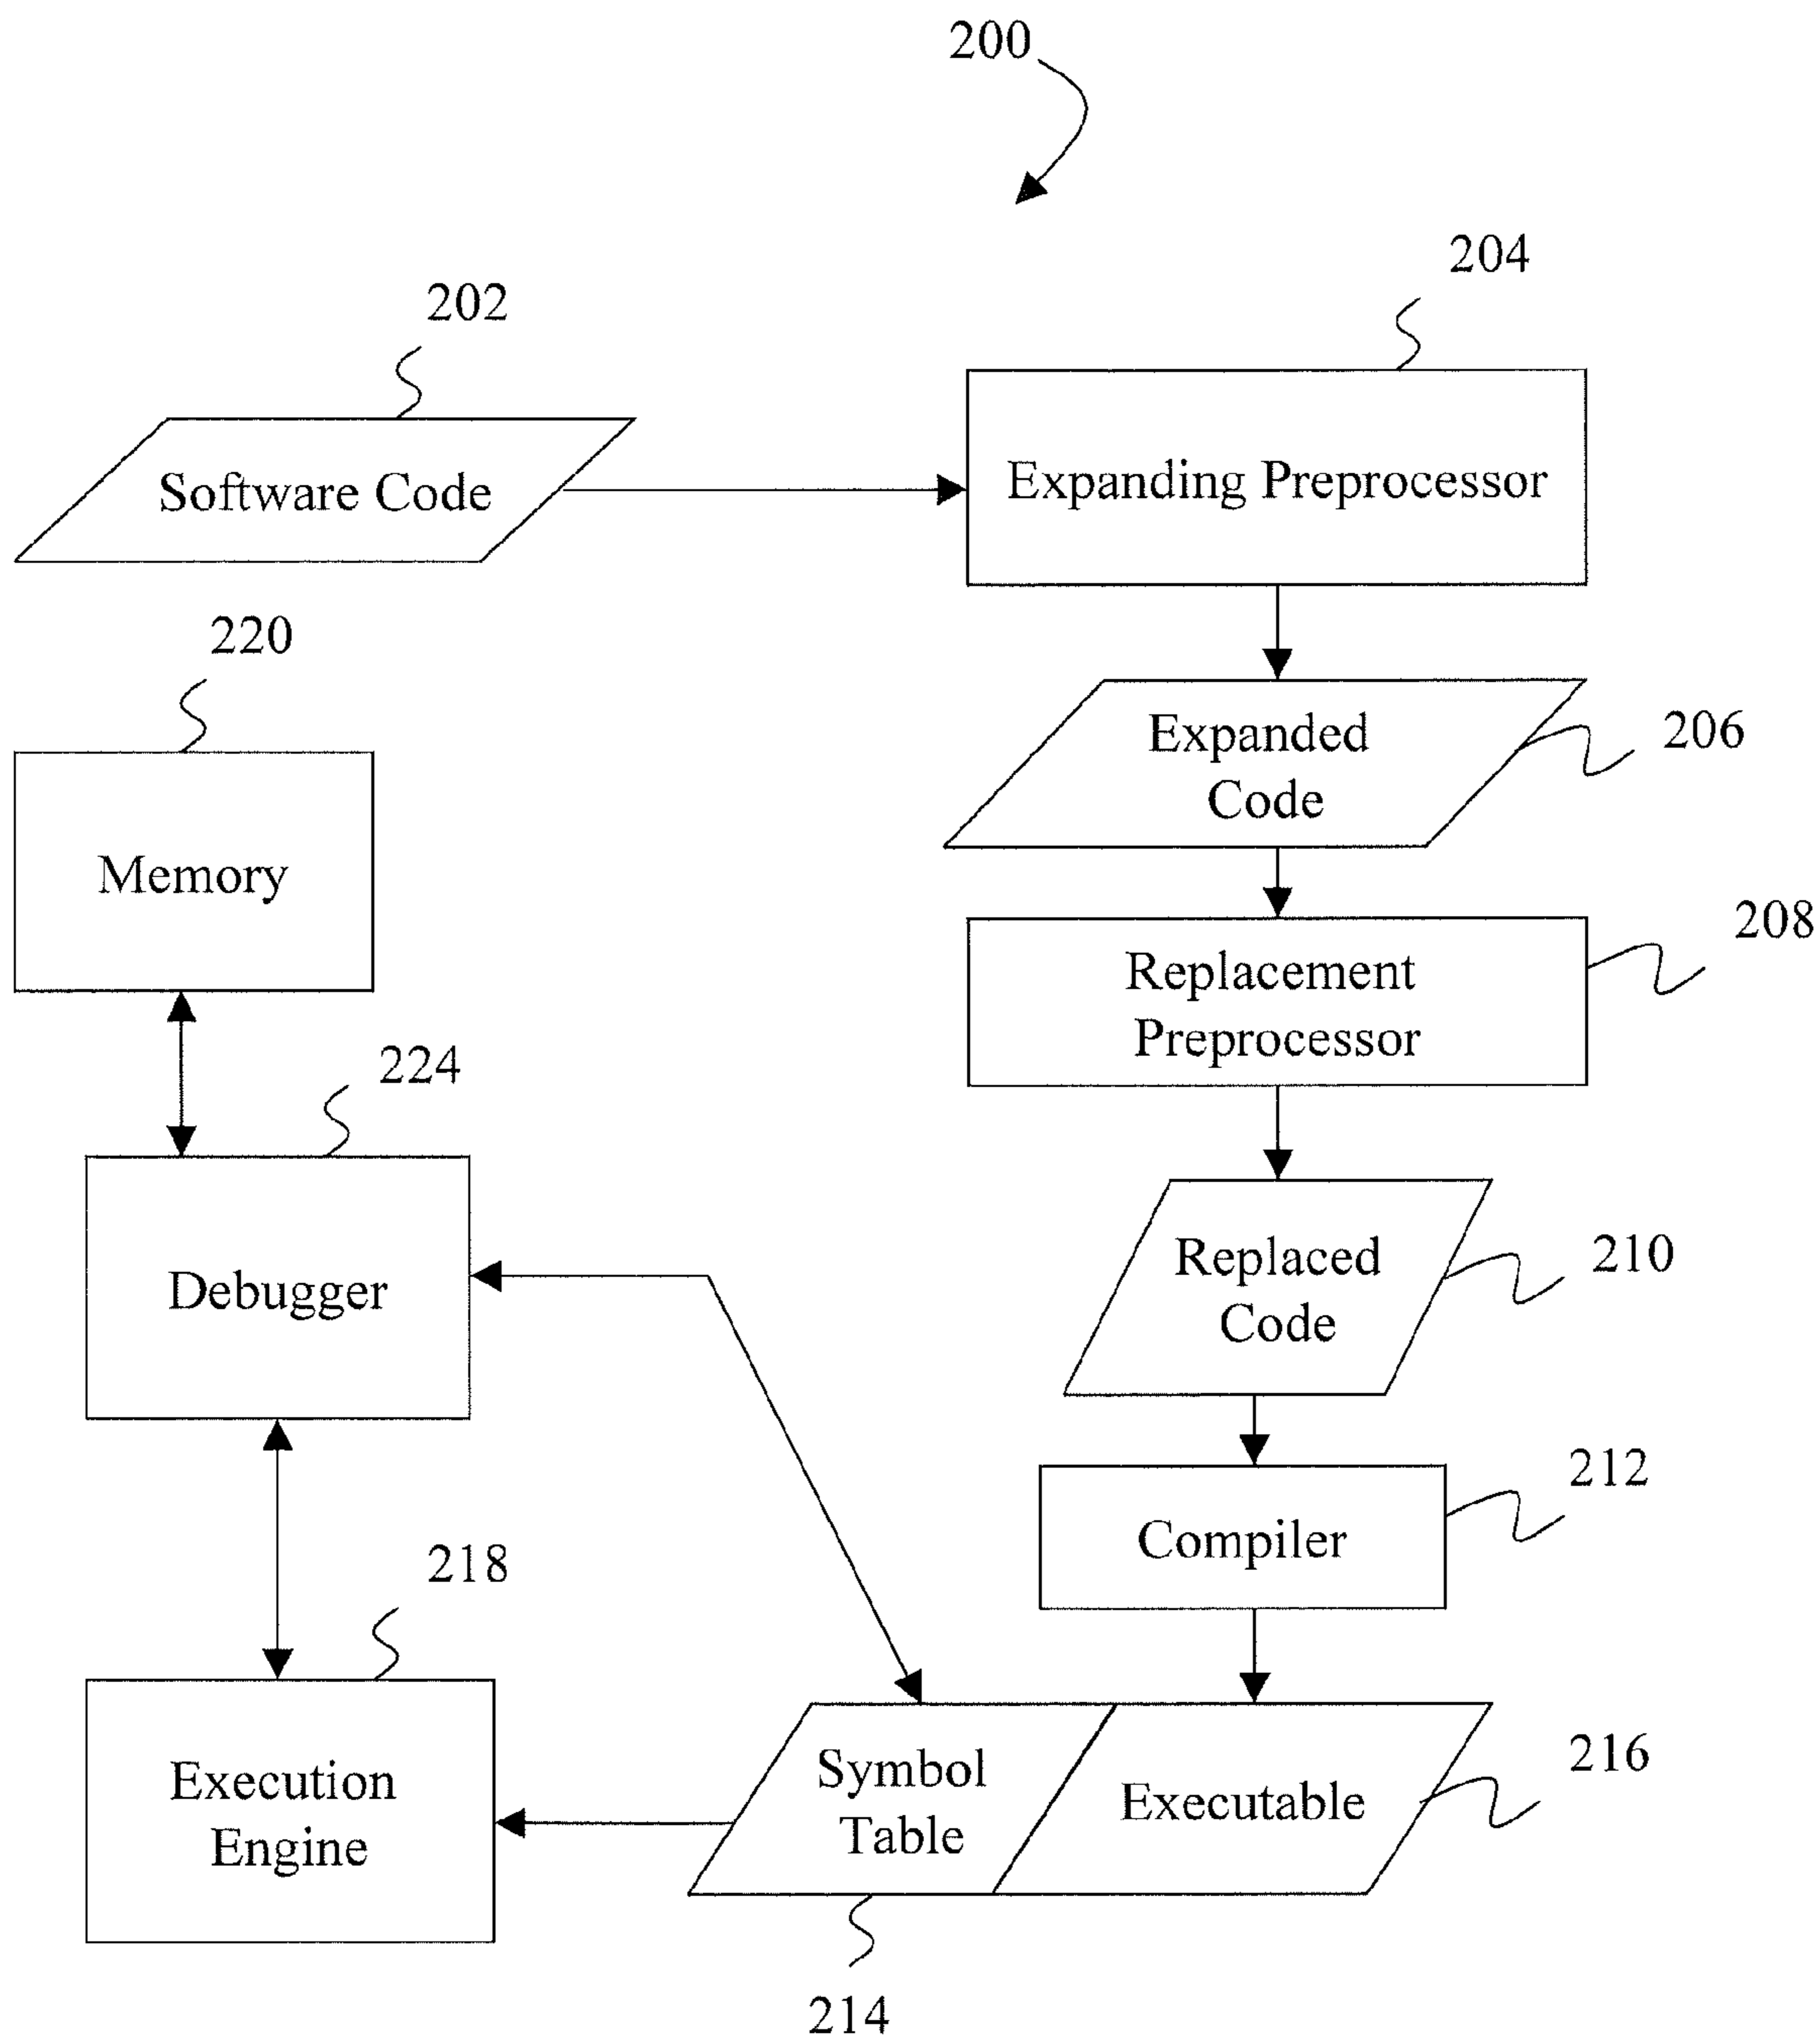 200
204
202
Software Code
Expanding Preprocessor
220
206
Expanded
Code
Memory
208
Replacement
Preprocessor
224
210
Replaced
Code
Debugger
212
Compiler
218
216
Symbol
Table
Executable
Execution
Engine
214